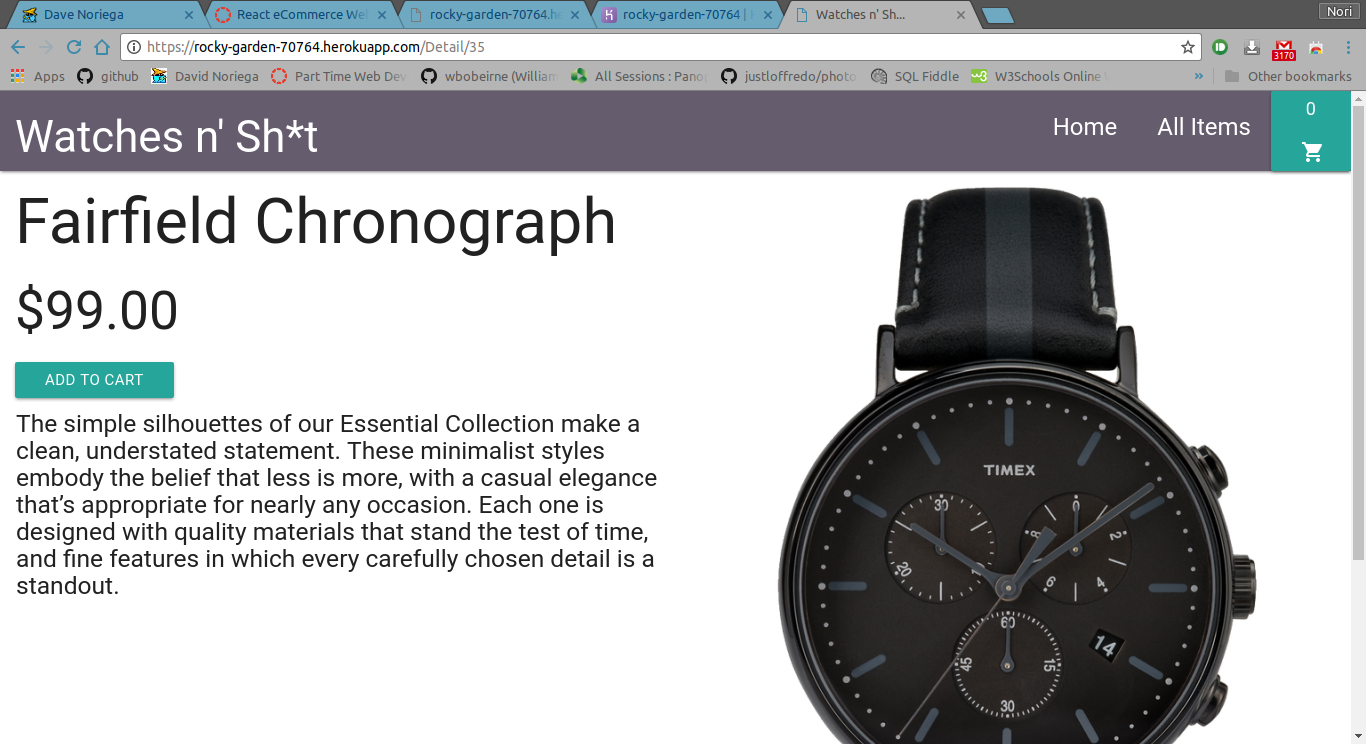 Nori
Dave Noriega
React eCommerce We
rocky-garden-70764.he
rocky-garden-70764 |
Watches n' Sh...
https://rocky-garden-70764.herokuapp.com/Detail/35
3170
Apps
github
David Noriega
Part Time Web Dev
wbobeirne (William
All Sessions : Panop
justloffredo/photo
SQL Fiddle
W3Schools Online
»
Other bookmarks
Watches n' Sh*t
Home
All Items
0
Fairfield Chronograph
$99.00
ADD TO CART
The simple silhouettes of our Essential Collection make a
clean, understated statement. These minimalist styles
embody the belief that less is more, with a casual elegance
that’s appropriate for nearly any occasion. Each one is
designed with quality materials that stand the test of time,
and fine features in which every carefully chosen detail is a
standout.
TIMEX
30
20
0
2
4
6
8
60
45
15
30
14